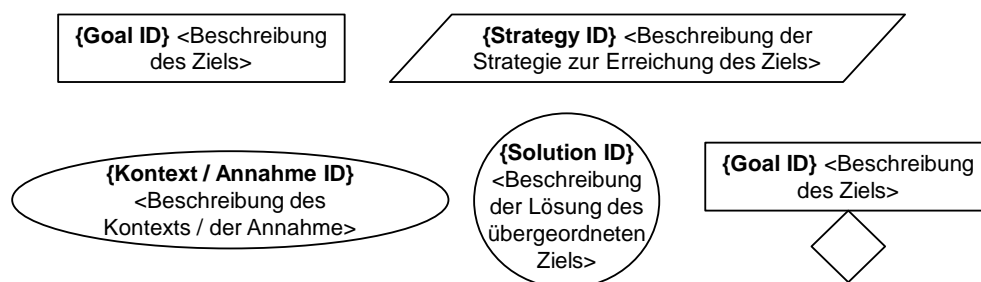 {Goal ID} <Beschreibung
des Ziels>
{Strategy ID} <Beschreibung der
Strategie zur Erreichung des Ziels>
{Kontext / Annahme ID}
<Beschreibung des
Kontexts / der Annahme>
{Solution ID}
<Beschreibung
der Lösung des
übergeordneten
Ziels>
{Goal ID} <Beschreibung
des Ziels>